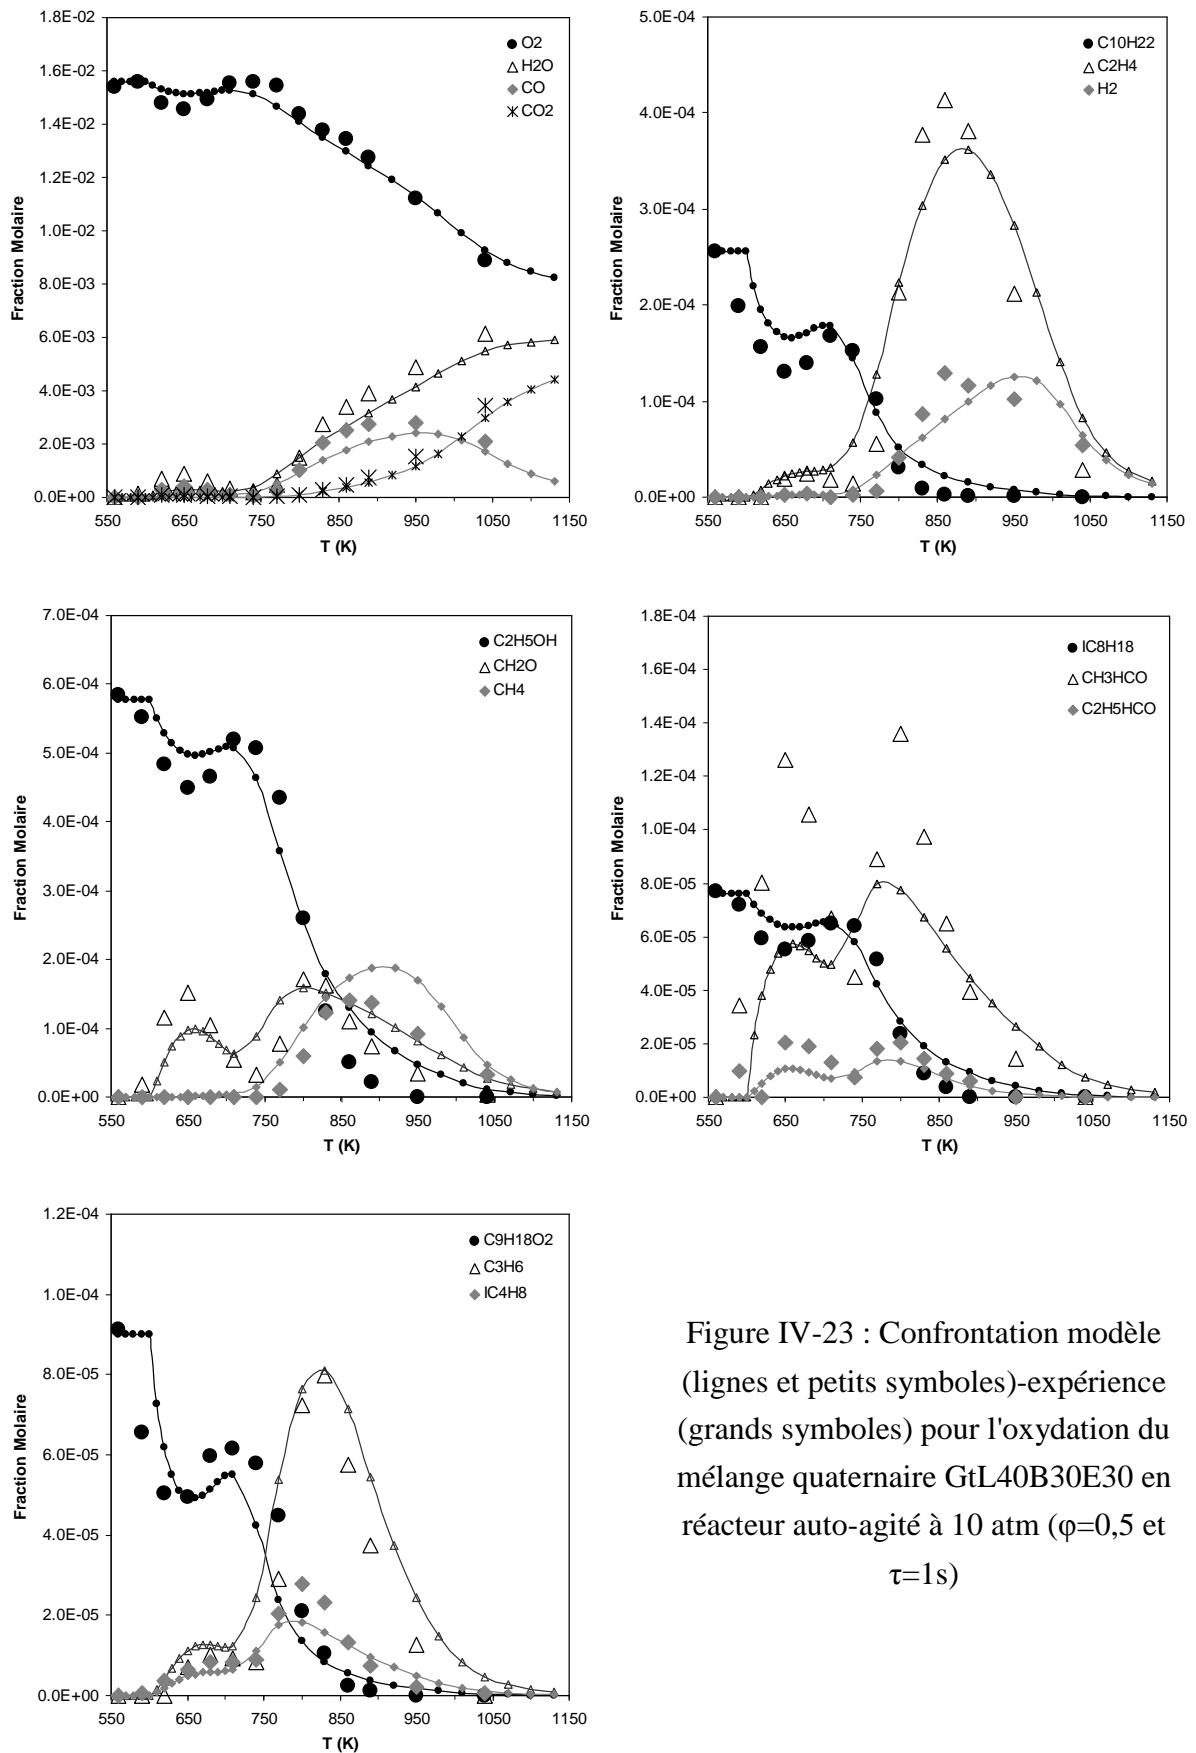 1.8E-02
1.6E-02
1.4E-02
1.2E-02
1.0E-02
8.0E-03
6.0E-03
4.0E-03
2.0E-03
0.0E+00
Fraction Molaire
O2
H2O
CO
CO2
550 650 750 850 950 1050 1150
T (K)
5.0E-04
4.0E-04
3.0E-04
2.0E-04
1.0E-04
0.0E+00
Fraction Molaire
C10H22
C2H4
H2
550 650 750 850 950 1050 1150
T (K)
7.0E-04
6.0E-04
5.0E-04
4.0E-04
3.0E-04
2.0E-04
1.0E-04
0.0E+00
Fraction Molaire
C2H5OH
CH2O
CH4
550 650 750 850 950 1050 1150
T (K)
1.8E-04
1.6E-04
1.4E-04
1.2E-04
1.0E-04
8.0E-05
6.0E-05
4.0E-05
2.0E-05
0.0E+00
Fraction Molaire
IC8H18
CH3HCO
C2H5HCO
550 650 750 850 950 1050 1150
T (K)
1.2E-04
1.0E-04
8.0E-05
6.0E-05
4.0E-05
2.0E-05
0.0E+00
Fraction Molaire
C9H18O2
C3H6
IC4H8
550 650 750 850 950 1050 1150
T (K)
Figure IV-23 : Confrontation modèle
(lignes et petits symboles)-expérience
(grands symboles) pour l'oxydation du
mélange quaternaire GtL40B30E30 en
réacteur auto-agité à 10 atm (φ=0,5 et
τ=1s)